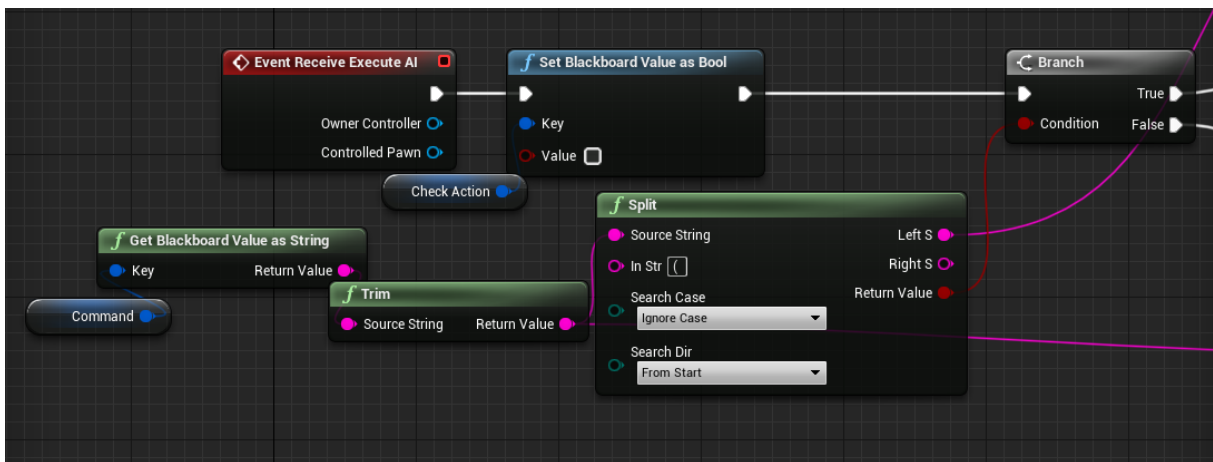 Event Receive Execute AI
Owner Controller
Controlled Pawn
Set Blackboard Value as Bool
Key
Value
Check Action
Branch
True
Condition
False
Get Blackboard Value as String
Key
Return Value
Command
Trim
Source String
Return Value
Split
Source String
Left S
In Str (
Right S
Return Value
Search Case
Ignore Case
Search Dir
From Start